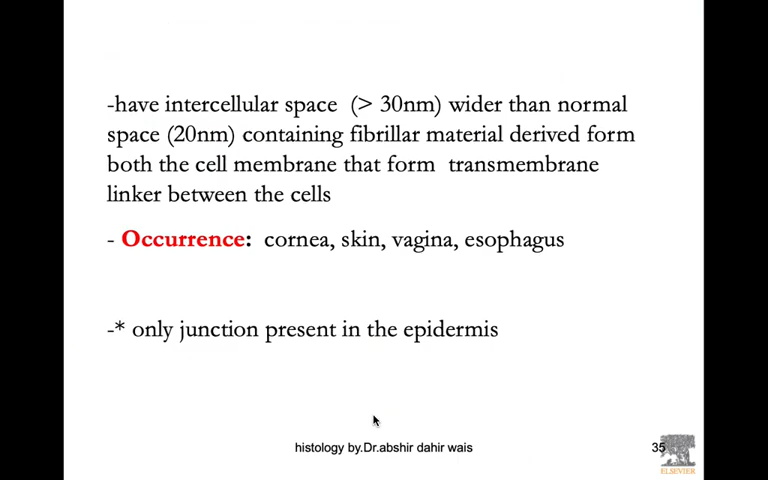 -have intercellular space (> 30nm) wider than normal
space (20nm) containing fibrillar material derived form
both the cell membrane that form transmembrane
linker between the cells
- Occurrence: cornea, skin, vagina, esophagus
-* only junction present in the epidermis
histology by.Dr.abshir dahir wais
35
ELSEVIER